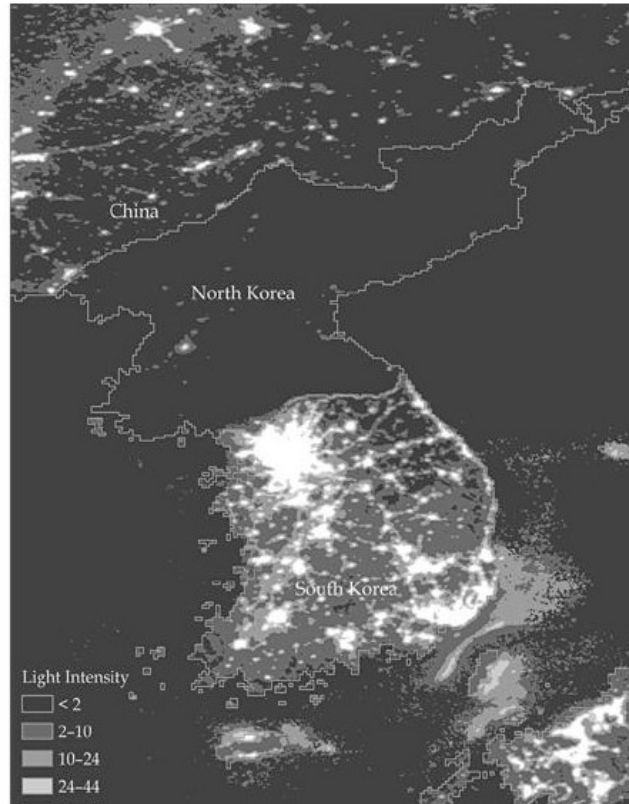 China
North Korea
South Korea
Light Intensity
< 2
2–10
10–24
24–44